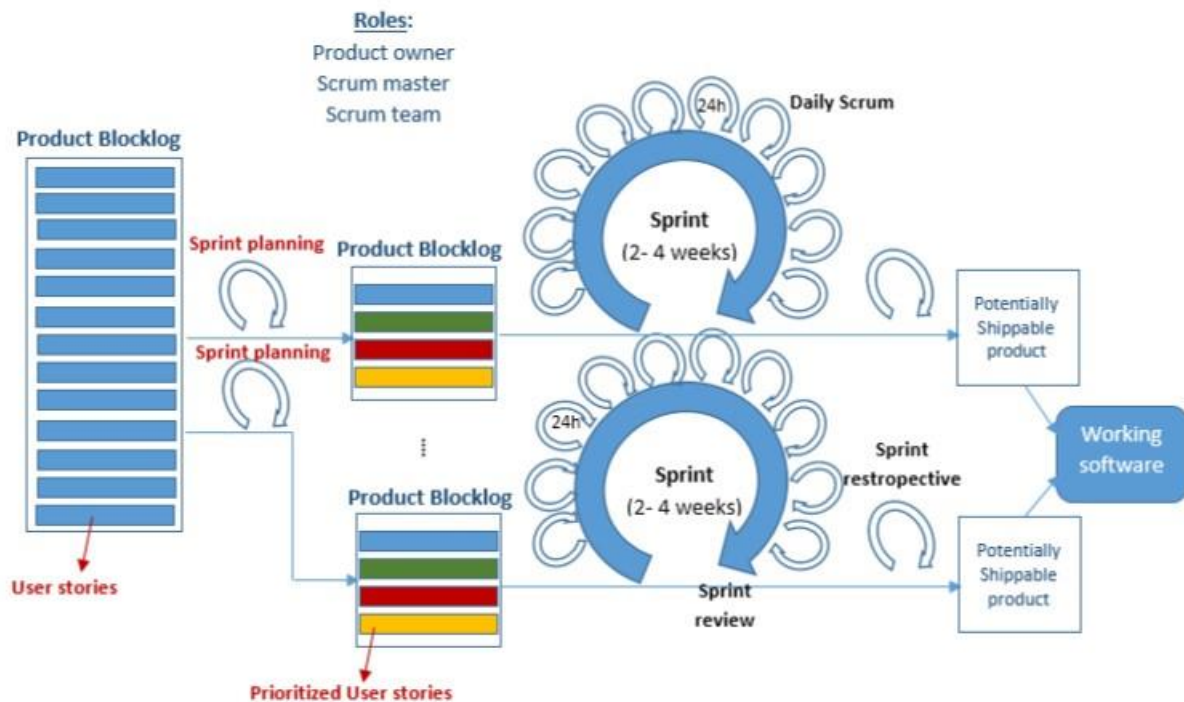 Roles:
Product owner
Scrum master
Scrum team
Product Blocklog
User stories
Sprint planning
Sprint planning
Product Blocklog
Product Blocklog
Prioritized User stories
24h
Daily Scrum
Sprint
(2- 4 weeks)
24h
Sprint
(2- 4 weeks)
Sprint
review
Sprint
restropective
Potentially
Shippable
product
Potentially
Shippable
product
Working
software